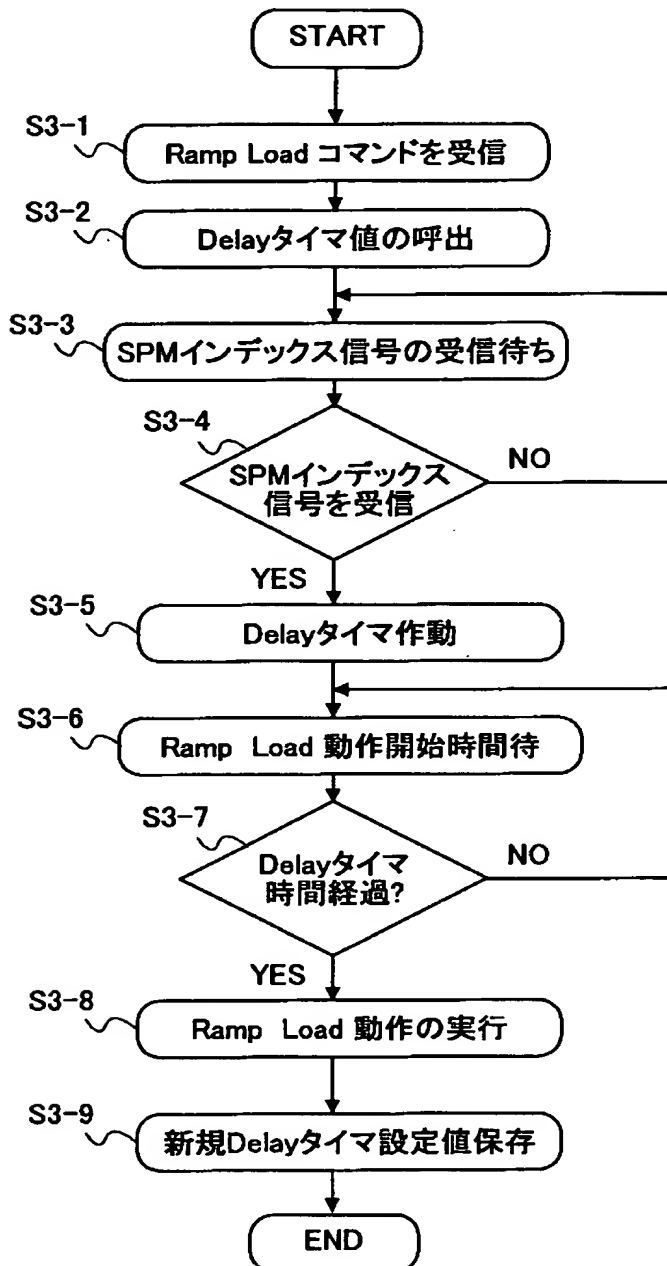 START
S3-1
Ramp Load コマンドを受信
S3-2
Delayタイマ値の呼出
S3-3
SPMインデックス信号の受信待ち
S3-4
SPMインデックス
信号を受信
NO
YES
S3-5
Delayタイマ作動
S3-6
Ramp Load 動作開始時間待
S3-7
Delayタイマ
時間経過?
NO
YES
S3-8
Ramp Load 動作の実行
S3-9
新規Delayタイマ設定値保存
END